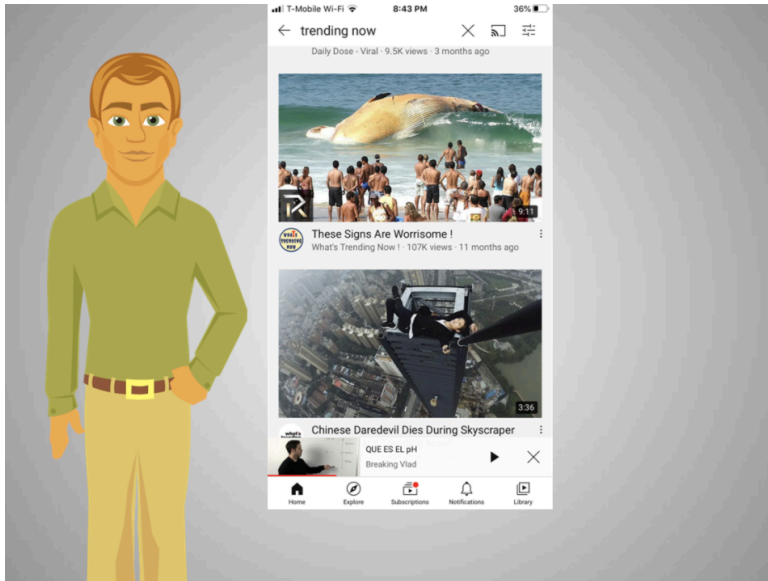 T-Mobile Wi-Fi 8:43 PM 36%
trending now
Daily Dose - Viral · 9.5K views · 3 months ago
9:11
These Signs Are Worrisome !
What's Trending Now ! · 107K views · 11 months ago
3:36
Chinese Daredevil Dies During Skyscraper
QUE ES EL pH
Breaking Vlad
Home Explore Subscriptions Notifications Library